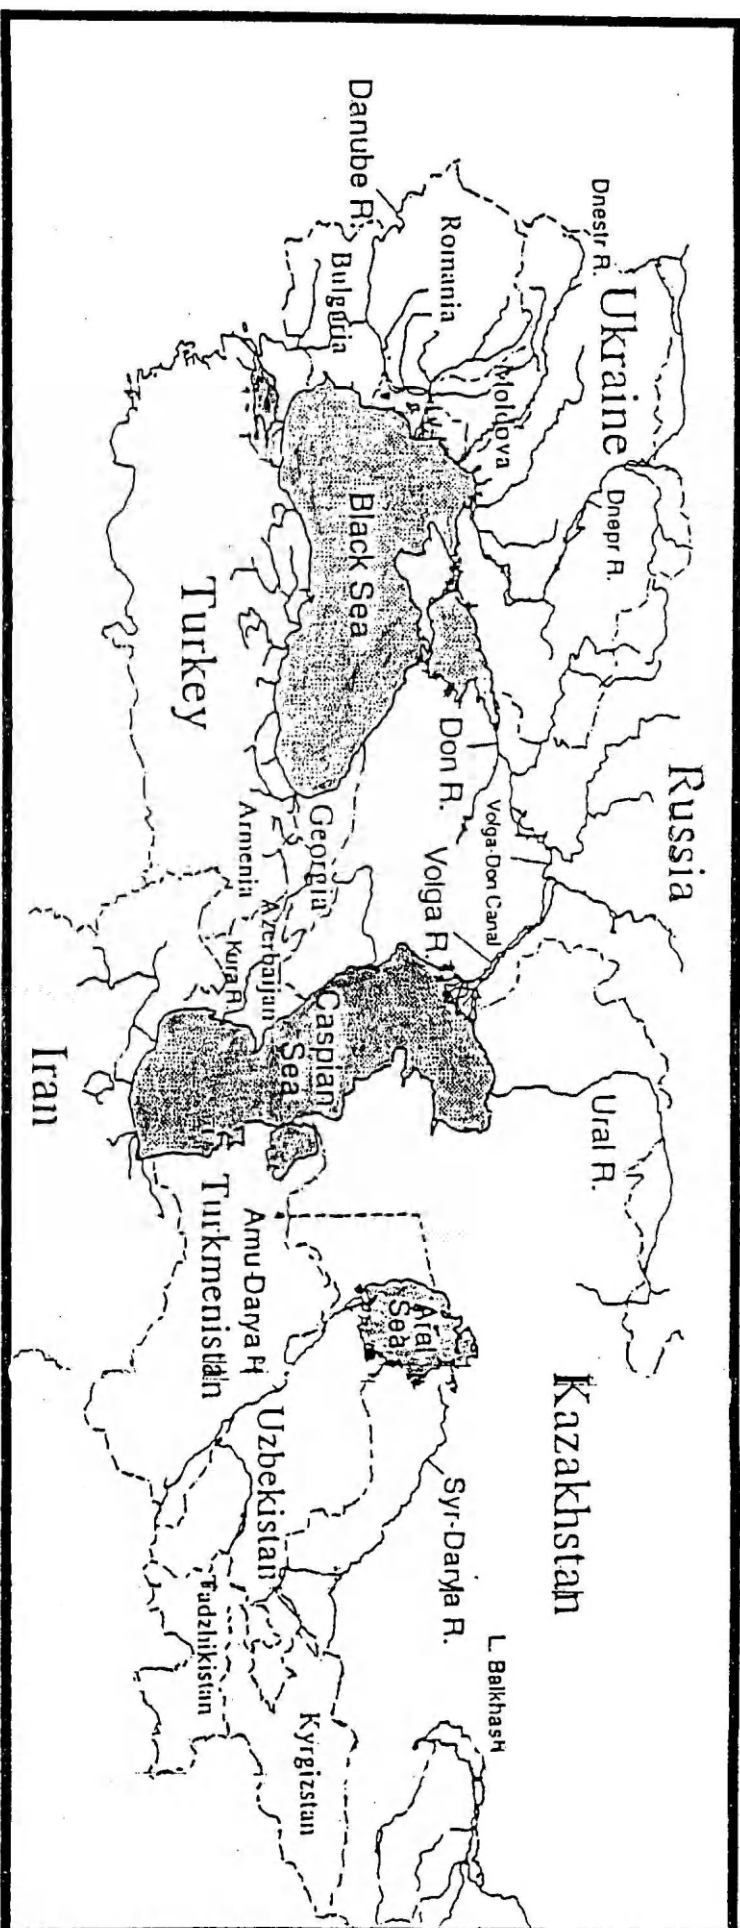 Russia
Dnestr R.
Ukraine
Dnepr R.
Ural R.
Kazakhstan
Volga-Don Canal
Moldova
Don R.
Volga R.
L. Balkhash
Romania
Syr-Darya R.
Danube R.
Black Sea
Aral
Sea
Bulgaria
Georgia
Caspian
Sea
Kyrgizstan
Azerbaijan
Uzbekistan
Armenia
Kura R.
Amu-Darya R
Turkey
Turkmenistan
Tadzhikistan
Iran